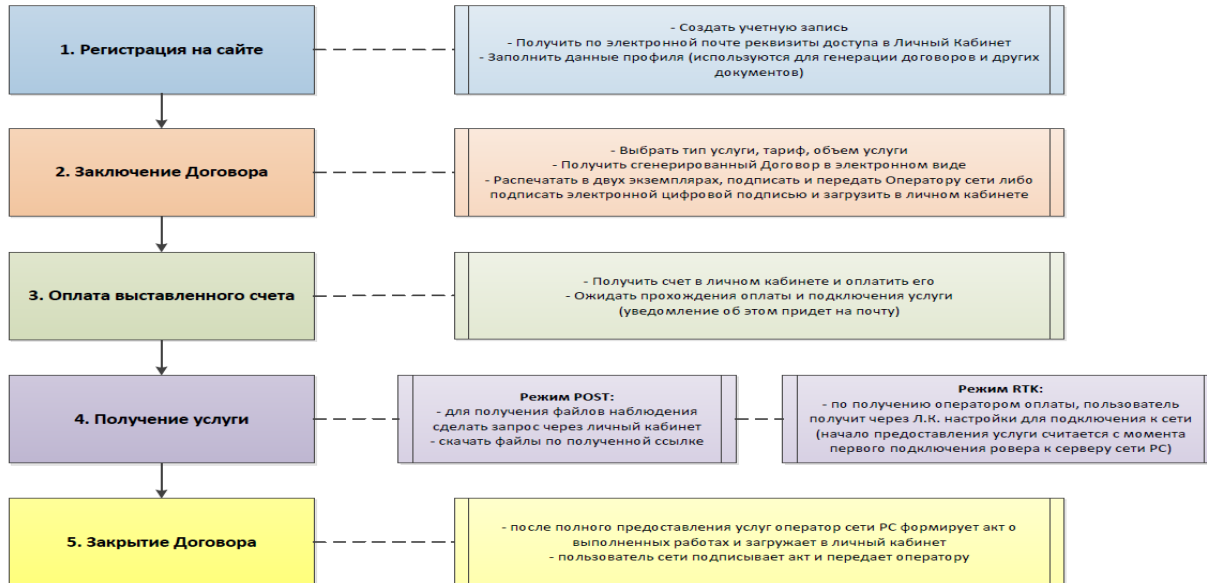 1. Регистрация на сайте
- Создать учетную запись
- Получить по электронной почте реквизиты доступа в Личный Кабинет
- Заполнить данные профиля (используются для генерации договоров и других
документов)
2. Заключение Договора
- Выбрать тип услуги, тариф, объем услуги
- Получить сгенерированный Договор в электронном виде
- Распечатать в двух экземплярах, подписать и передать Оператору сети либо
подписать электронной цифровой подписью и загрузить в личном кабинете
3. Оплата выставленного счета
- Получить счет в личном кабинете и оплатить его
- Ожидать прохождения оплаты и подключения услуги
(уведомление об этом придет на почту)
4. Получение услуги
Режим POST:
- для получения файлов наблюдения
сделать запрос через личный кабинет
- скачать файлы по полученной ссылке
Режим RTK:
- по получению оператором оплаты, пользователь
получит через Л.К. настройки для подключения к сети
(начало предоставления услуги считается с момента
первого подключения ровера к серверу сети РС)
5. Закрытие Договора
- после полного предоставления услуг оператор сети РС формирует акт о
выполненных работах и загружает в личный кабинет
- пользователь сети подписывает акт и передает оператору